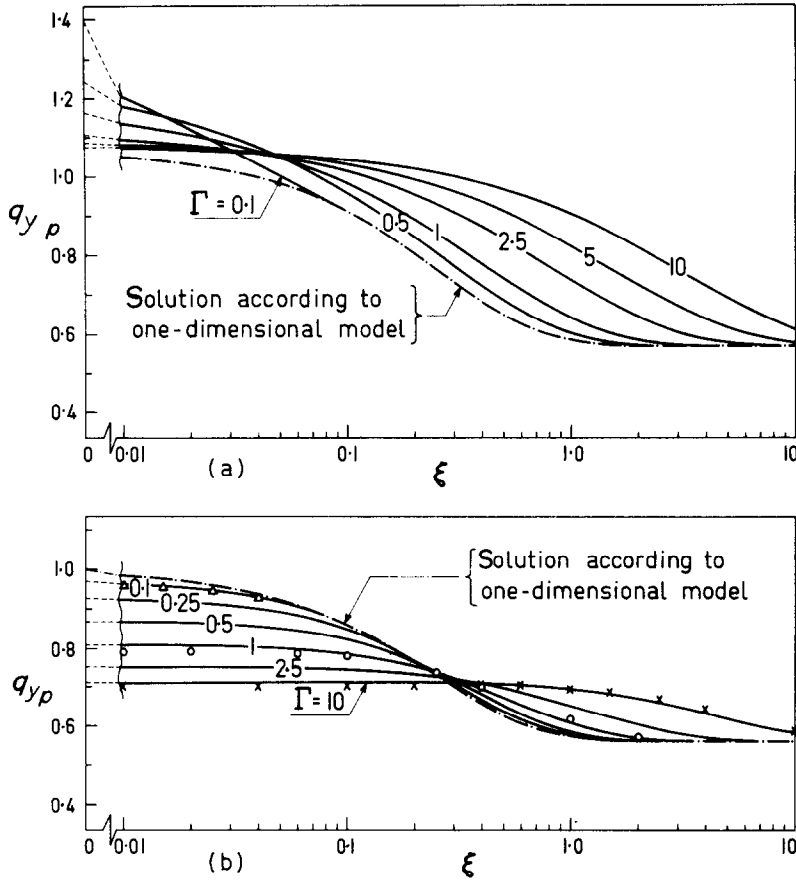 1·4
1·2
1·0
q y p
0·8
0·6
0·4
Γ = 0·1
0·5
1
2·5
5
10
Solution according to
one-dimensional model
0
0·01
0·1
1·0
10
(a)
ξ
1·0
0·8
q y p
0·6
0·4
0·1
0·25
0·5
1
2·5
Γ = 10
Solution according to
one-dimensional model
0
0·01
0·1
1·0
10
(b)
ξ